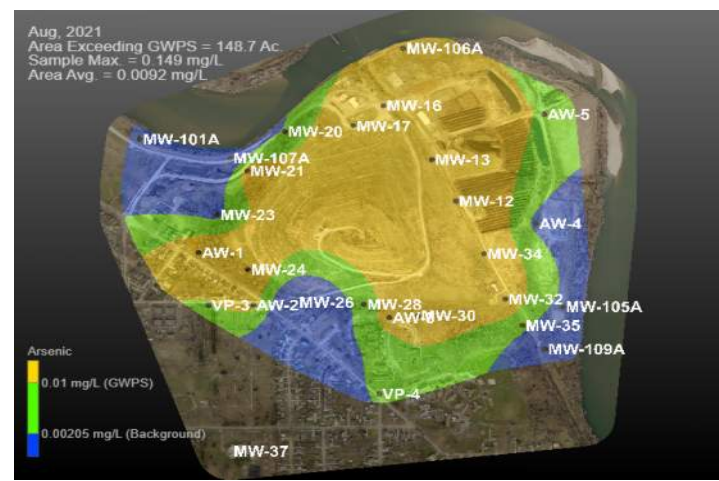 Aug, 2021
Area Exceeding GWPS = 148.7 Ac.
Sample Max. = 0.149 mg/L
Area Avg. = 0.0092 mg/L
MW-106A
MW-16
MW-17
AW-5
MW-20
MW-101A
MW-107A
MW-21
MW-13
MW-12
MW-23
AW-4
AW-1
MW-34
MW-24
VP-3
AW-2
MW-26
MW-28
MW-32
MW-105A
MW-30
MW-35
MW-109A
Arsenic
0.01 mg/L (GWPS)
VP-4
0.00205 mg/L (Background)
MW-37